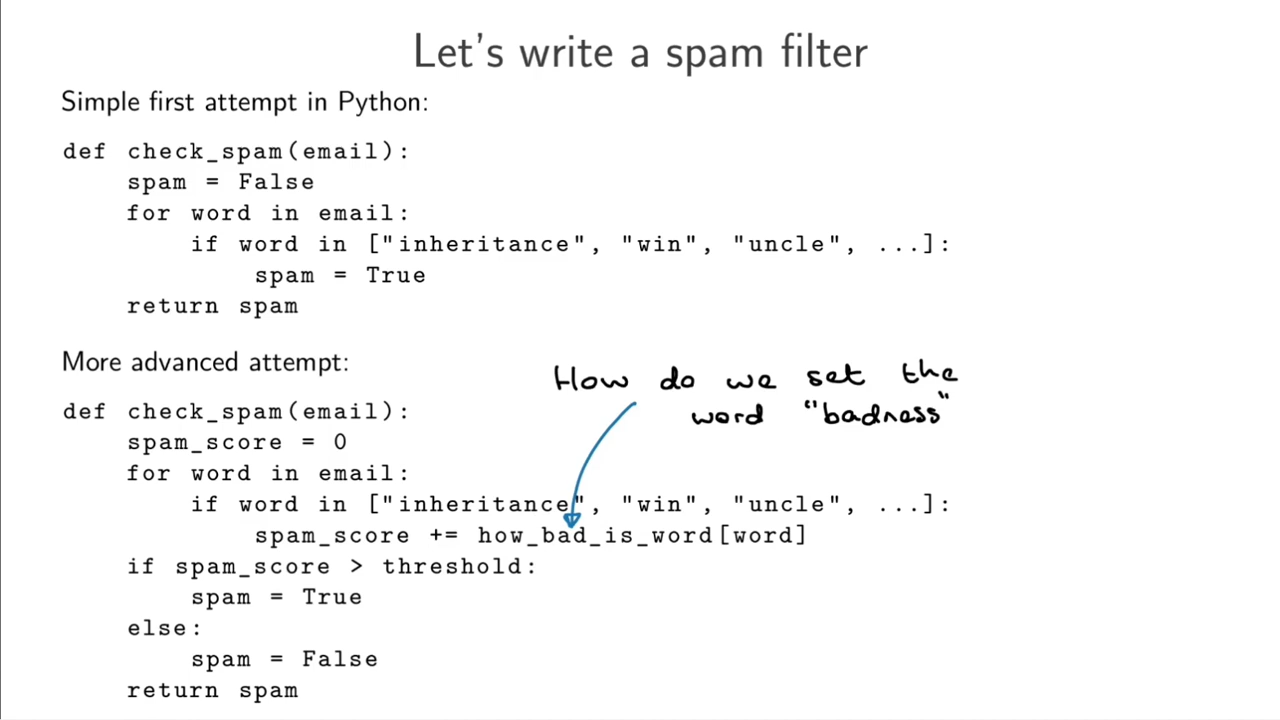 Let's write a spam filter
Simple first attempt in Python:
def check_spam(email):
    spam = False
    for word in email:
        if word in ["inheritance", "win", "uncle", ...]:
            spam = True
    return spam
More advanced attempt:
How do we set the
word "badness"
def check_spam(email):
    spam_score = 0
    for word in email:
        if word in ["inheritance", "win", "uncle", ...]:
            spam_score += how_bad_is_word[word]
    if spam_score > threshold:
        spam = True
    else:
        spam = False
    return spam